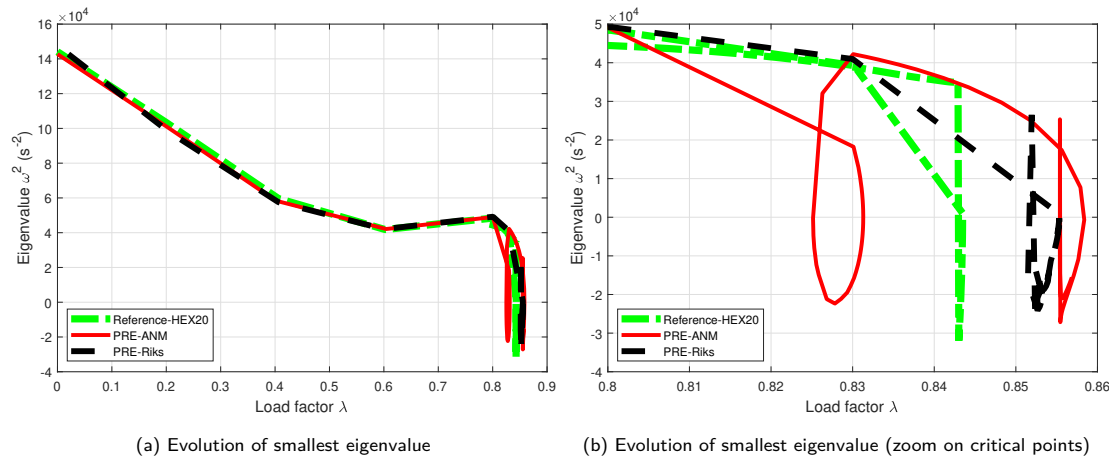 ×10⁴
16
14
12
10
8
6
4
2
0
-2
-4
Eigenvalue ω² (s⁻²)
0 0.1 0.2 0.3 0.4 0.5 0.6 0.7 0.8 0.9
Load factor λ
Reference-HEX20
PRE-ANM
PRE-Riks
(a) Evolution of smallest eigenvalue
×10⁴
5
4
3
2
1
0
-1
-2
-3
-4
Eigenvalue ω² (s⁻²)
0.8 0.81 0.82 0.83 0.84 0.85 0.86
Load factor λ
Reference-HEX20
PRE-ANM
PRE-Riks
(b) Evolution of smallest eigenvalue (zoom on critical points)